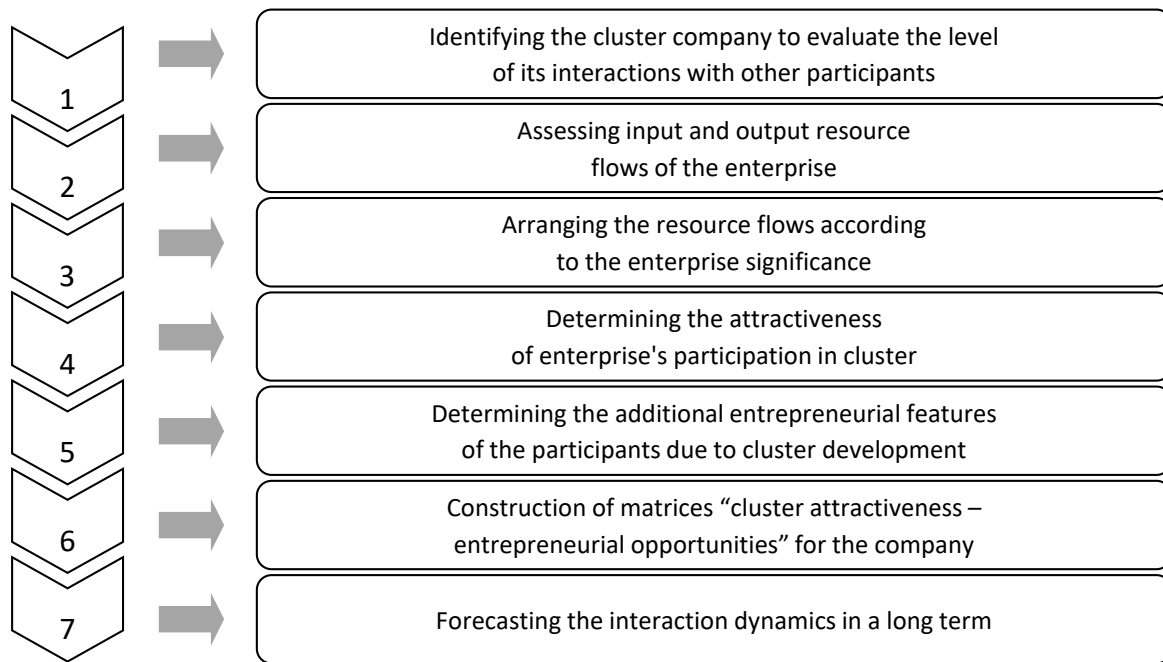 1
Identifying the cluster company to evaluate the level
of its interactions with other participants
2
Assessing input and output resource
flows of the enterprise
3
Arranging the resource flows according
to the enterprise significance
4
Determining the attractiveness
of enterprise's participation in cluster
5
Determining the additional entrepreneurial features
of the participants due to cluster development
6
Construction of matrices “cluster attractiveness –
entrepreneurial opportunities” for the company
7
Forecasting the interaction dynamics in a long term